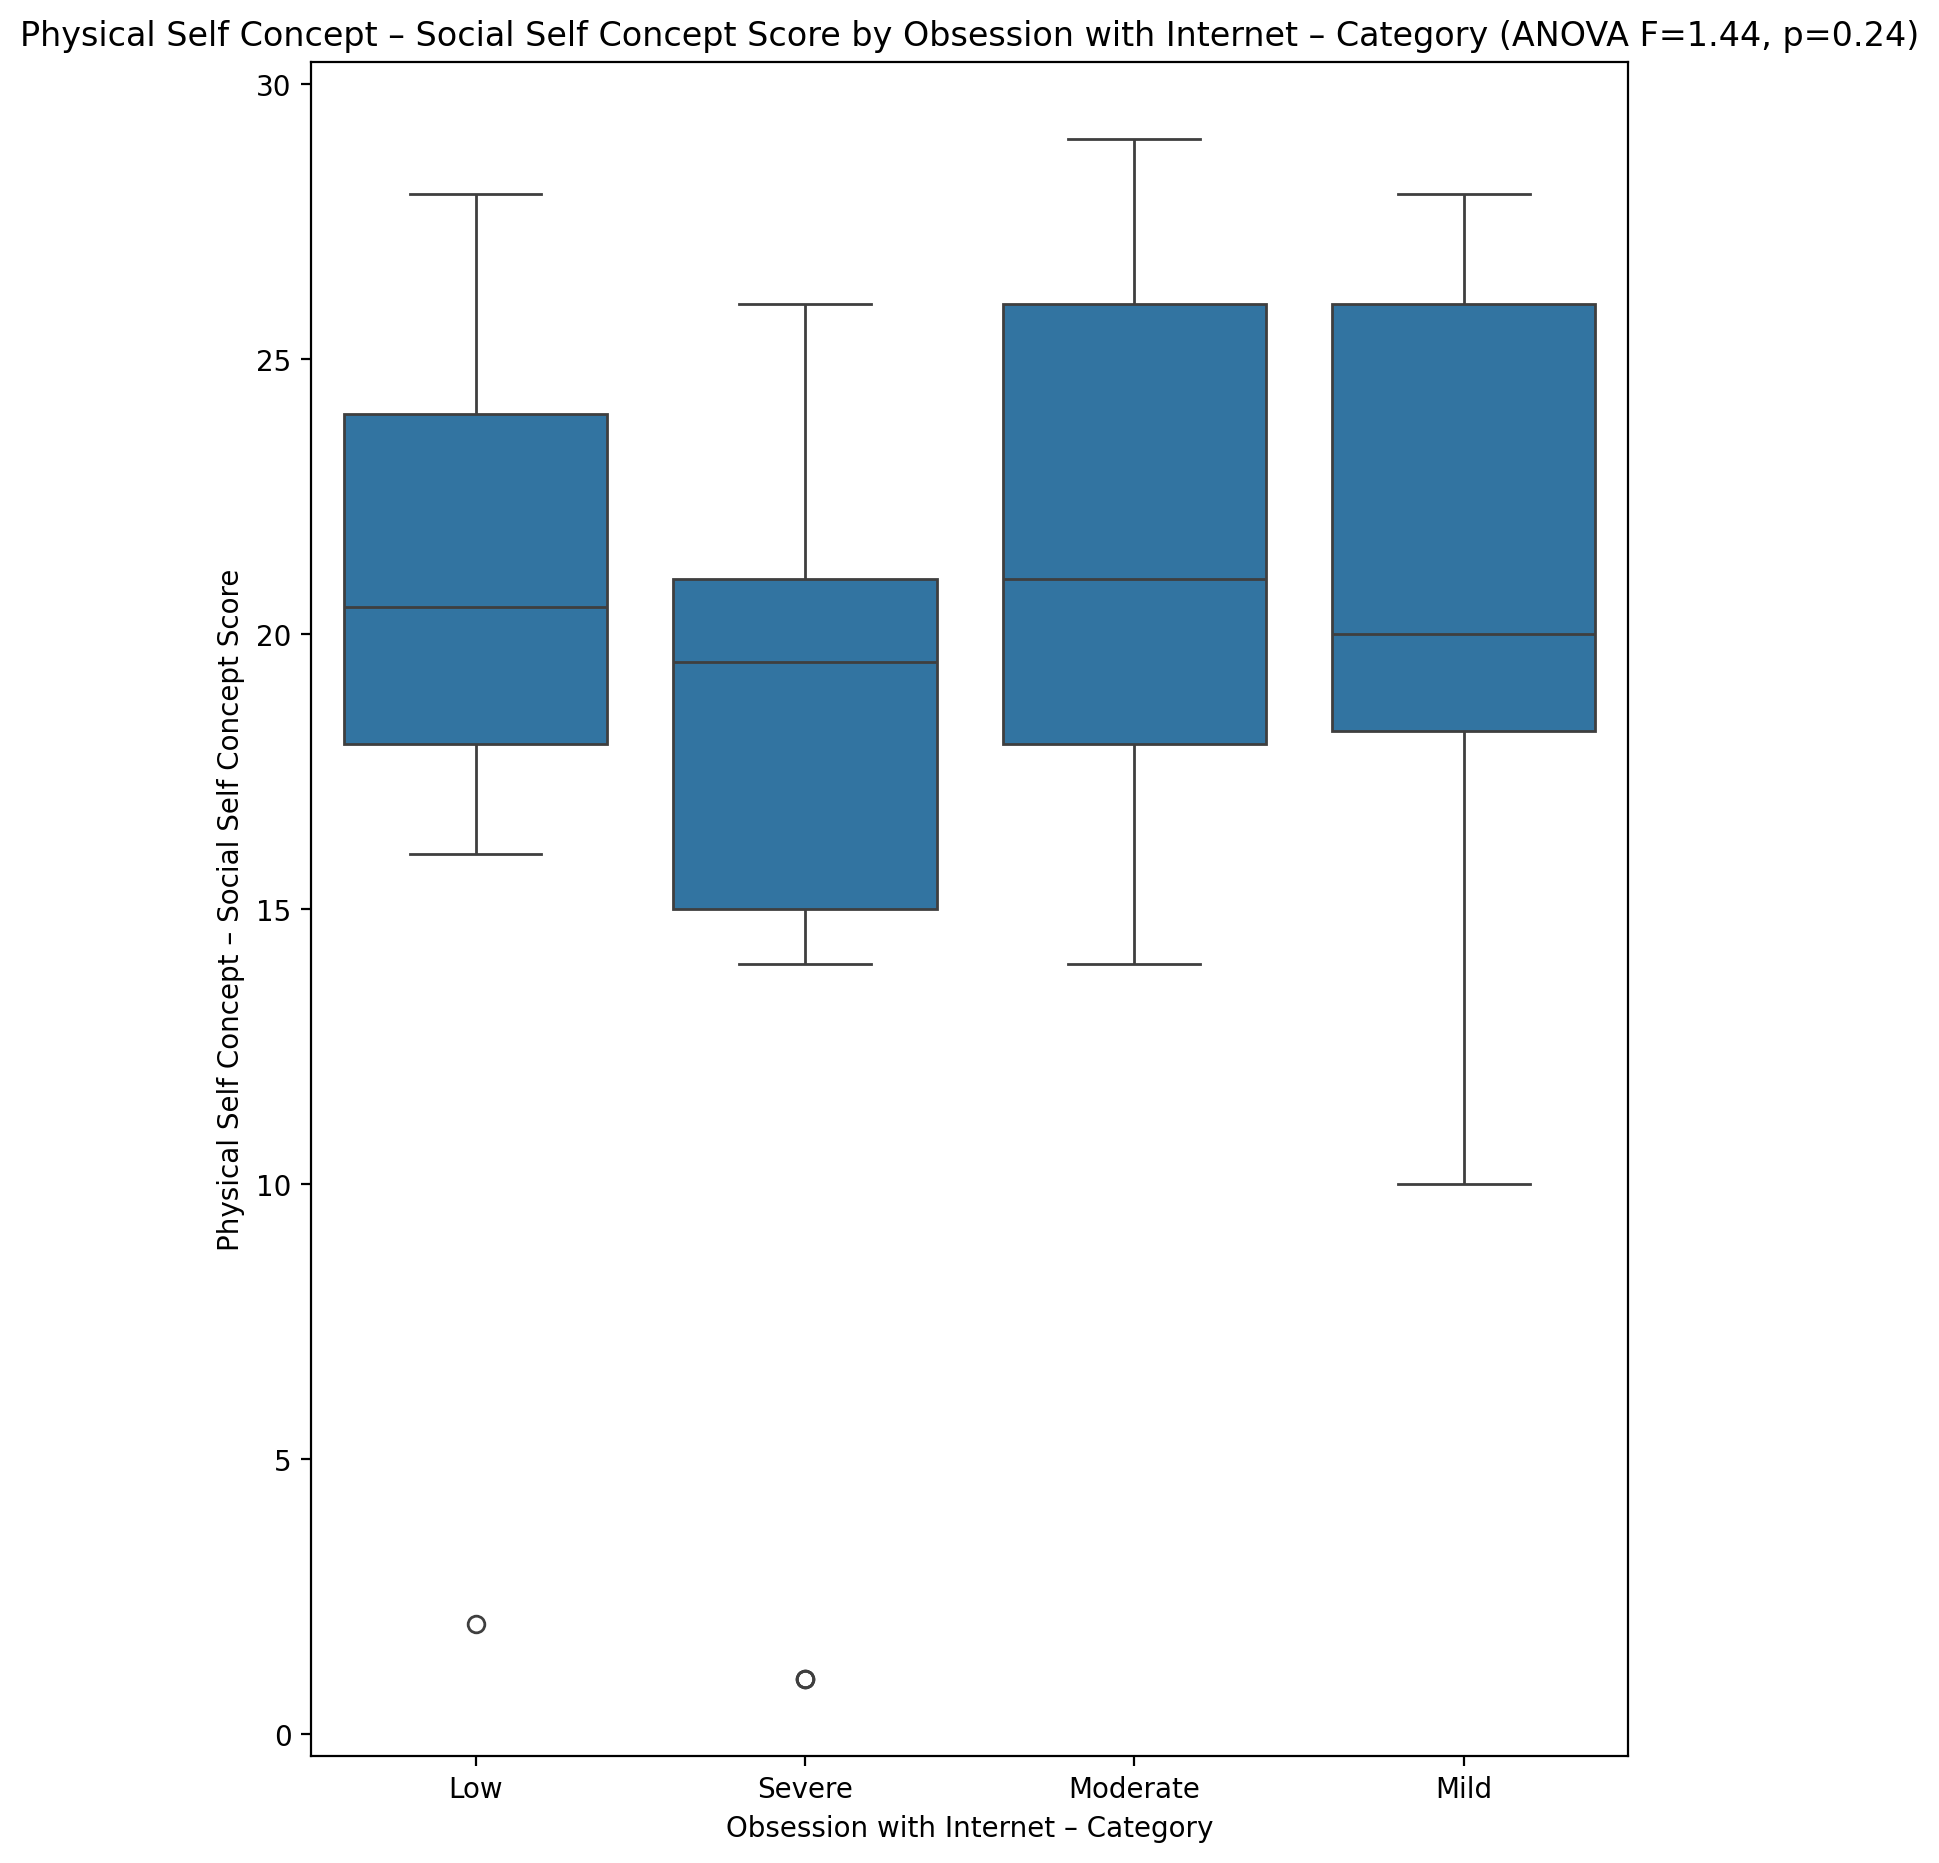 Physical Self Concept – Social Self Concept Score by Obsession with Internet – Category (ANOVA F=1.44, p=0.24)
Physical Self Concept – Social Self Concept Score
30
25
20
15
10
5
0
Low Severe Moderate Mild
Obsession with Internet – Category